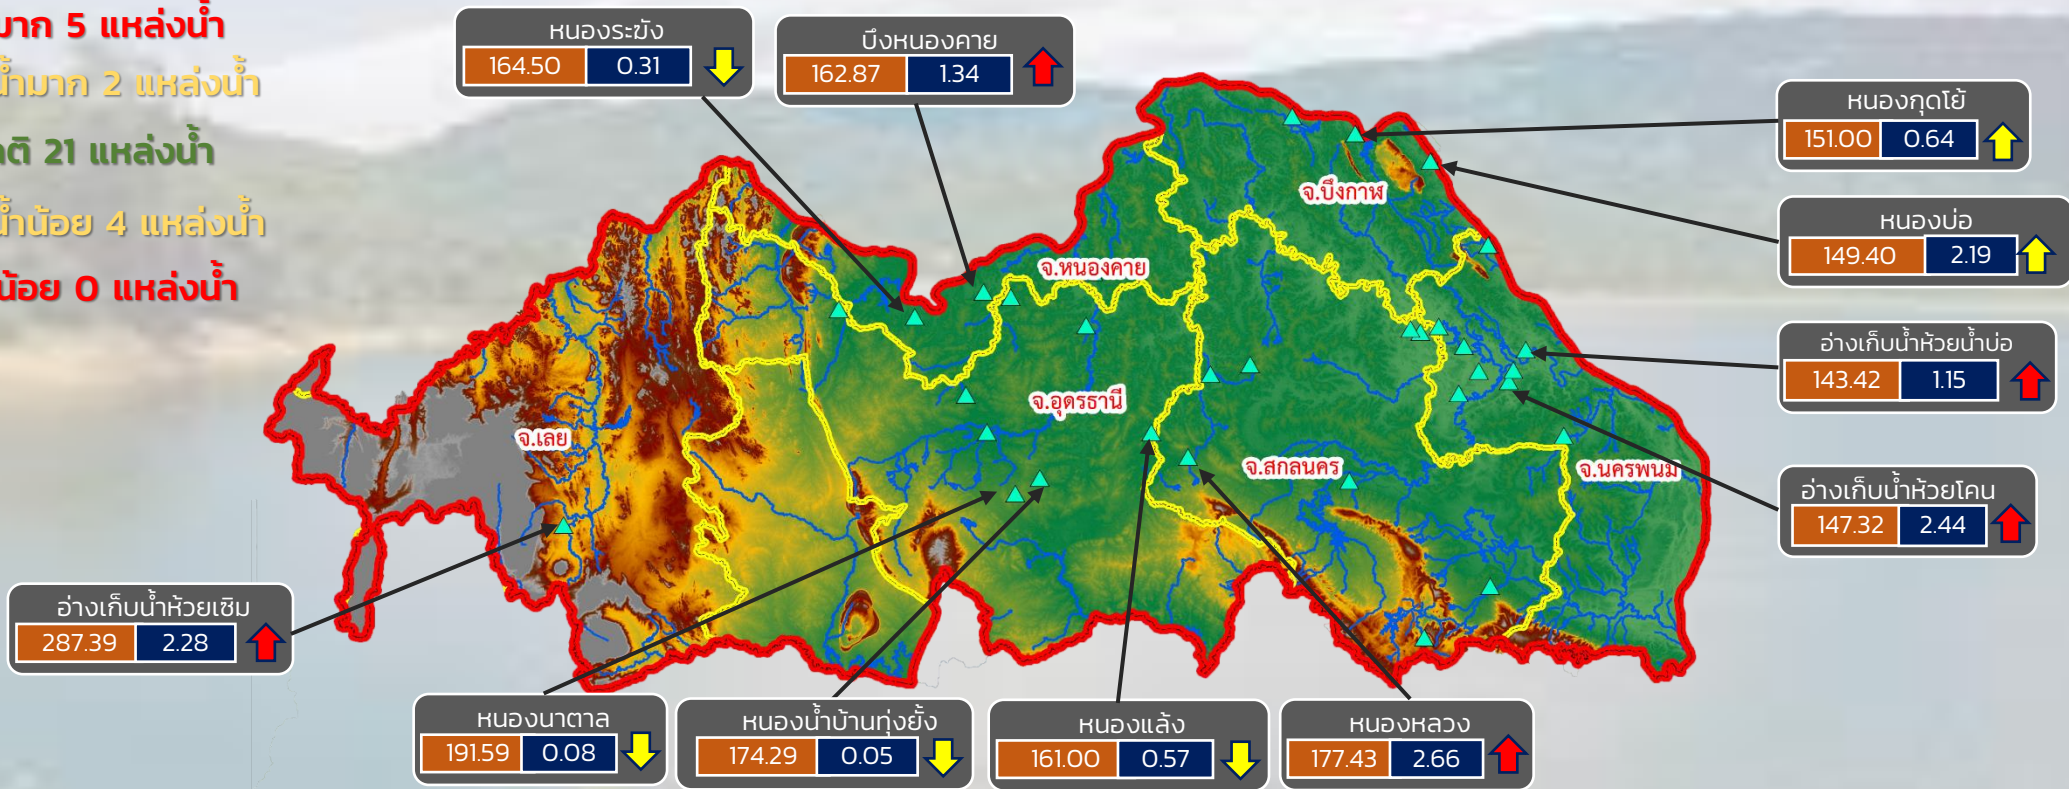 มาก 5 แหล่งน้ำ
น้ำมาก 2 แหล่งน้ำ
21 แหล่งน้ำ
น้ำน้อย 4 แหล่งน้ำ
น้อย 0 แหล่งน้ำ
หนองระฆัง
164.50 0.31
บึงหนองคาย
162.87 1.34
หนองกุดโย้
151.00 0.64
หนองบ่อ
149.40 2.19
อ่างเก็บน้ำห้วยน้ำบ่อ
143.42 1.15
อ่างเก็บน้ำห้วยโคน
147.32 2.44
จ.บึงกาฬ
จ.หนองคาย
จ.อุดรธานี
จ.เลย
จ.สกลนคร
จ.นครพนม
อ่างเก็บน้ำห้วยเซิม
287.39 2.28
หนองนาตาล
191.59 0.08
หนองน้ำบ้านทุ่งยั้ง
174.29 0.05
หนองแล้ง
161.00 0.57
หนองหลวง
177.43 2.66